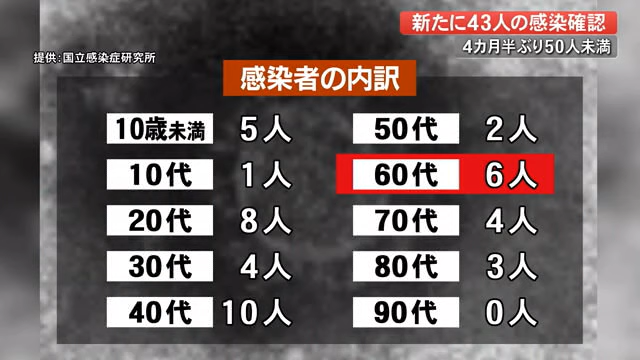 新たに43人の感染確認
4カ月半ぶり50人未満
提供：国立感染症研究所
感染者の内訳
10歳未満 5人
10代 1人
20代 8人
30代 4人
40代 10人
50代 2人
60代 6人
70代 4人
80代 3人
90代 0人